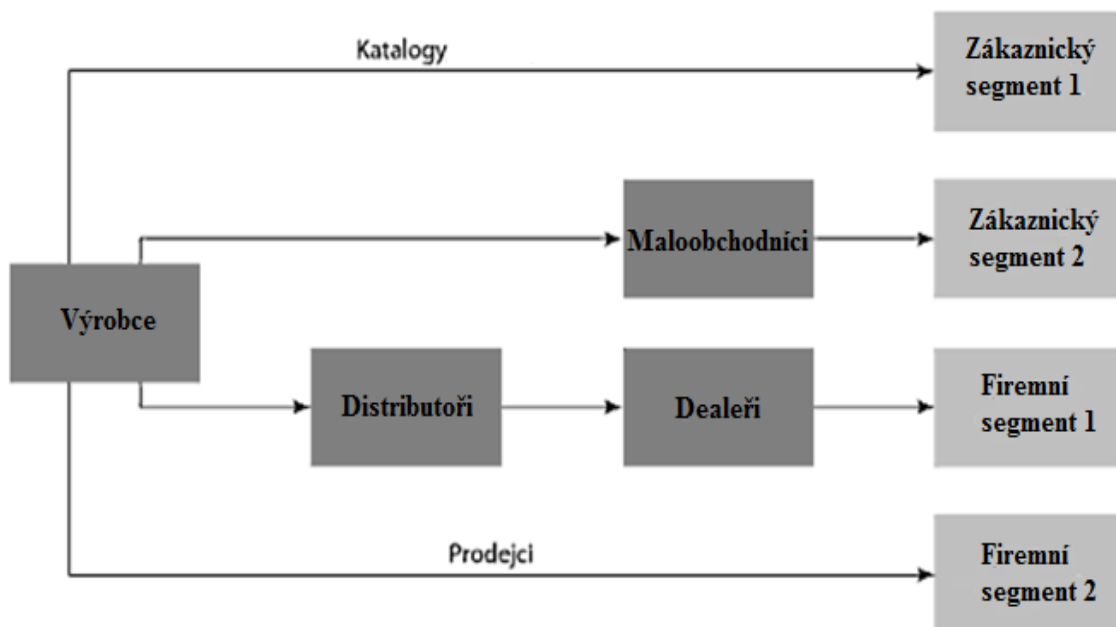 Katalogy
Zákaznický
segment 1
Maloobchodníci
Zákaznický
segment 2
Výrobce
Distributoři
Dealeři
Firemní
segment 1
Prodejci
Firemní
segment 2